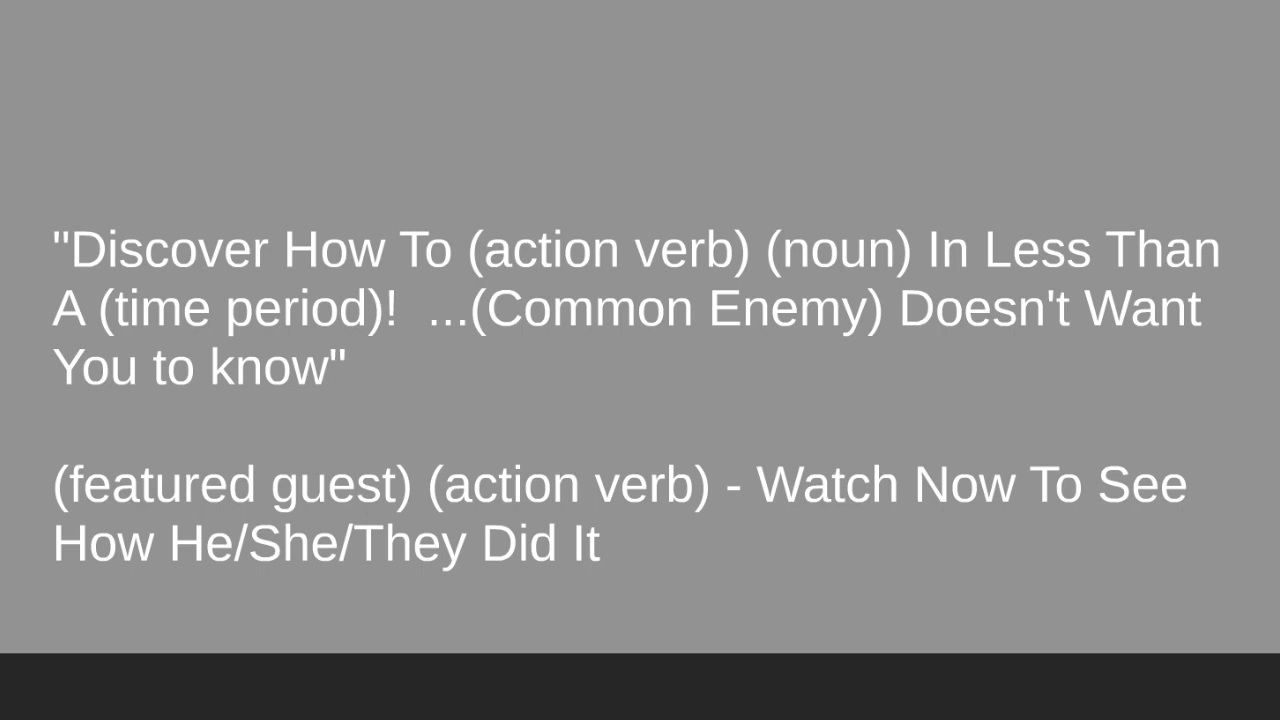 "Discover How To (action verb) (noun) In Less Than
A (time period)!  ...(Common Enemy) Doesn't Want
You to know"
(featured guest) (action verb) - Watch Now To See
How He/She/They Did It